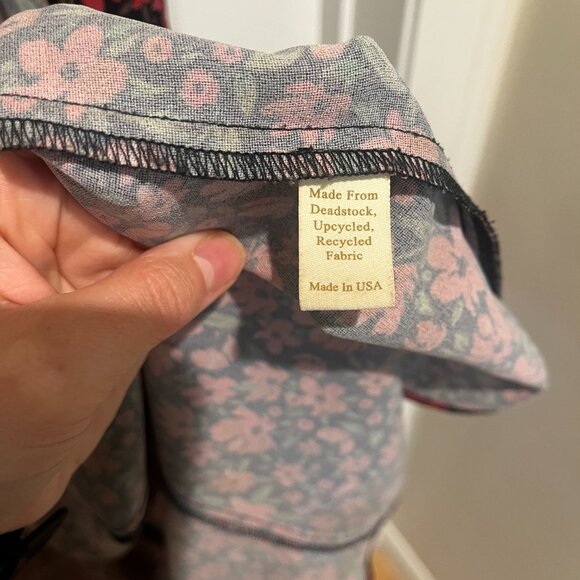 Made From
Deadstock,
Upcycled,
Recycled
Fabric
Made In USA